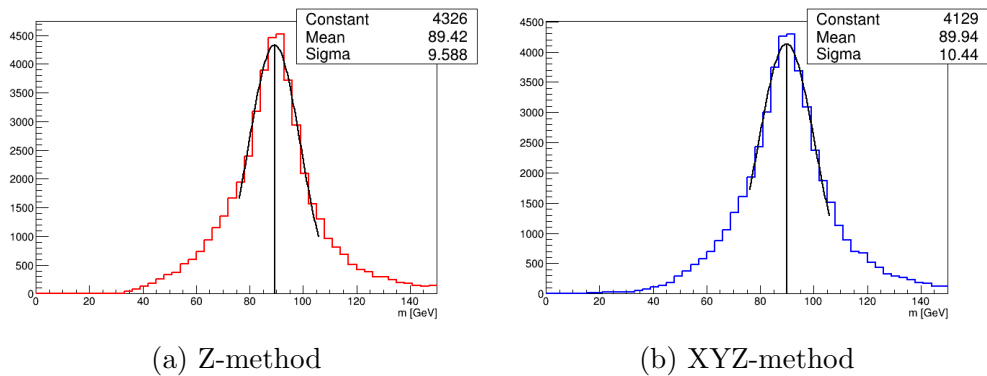 Constant 4326
Mean 89.42
Sigma 9.588
4500
4000
3500
3000
2500
2000
1500
1000
500
0
0 20 40 60 80 100 120 140
m [GeV]
(a) Z-method
Constant 4129
Mean 89.94
Sigma 10.44
4500
4000
3500
3000
2500
2000
1500
1000
500
0
0 20 40 60 80 100 120 140
m [GeV]
(b) XYZ-method